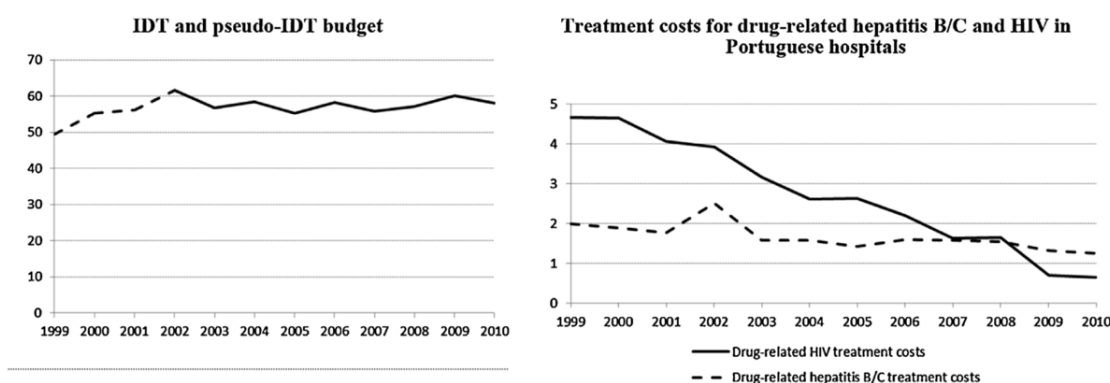 IDT and pseudo-IDT budget
70
60
50
40
30
20
10
0
1999 2000 2001 2002 2003 2004 2005 2006 2007 2008 2009 2010
Treatment costs for drug-related hepatitis B/C and HIV in
Portuguese hospitals
5
4
3
2
1
0
1999 2000 2001 2002 2003 2004 2005 2006 2007 2008 2009 2010
Drug-related HIV treatment costs
Drug-related hepatitis B/C treatment costs